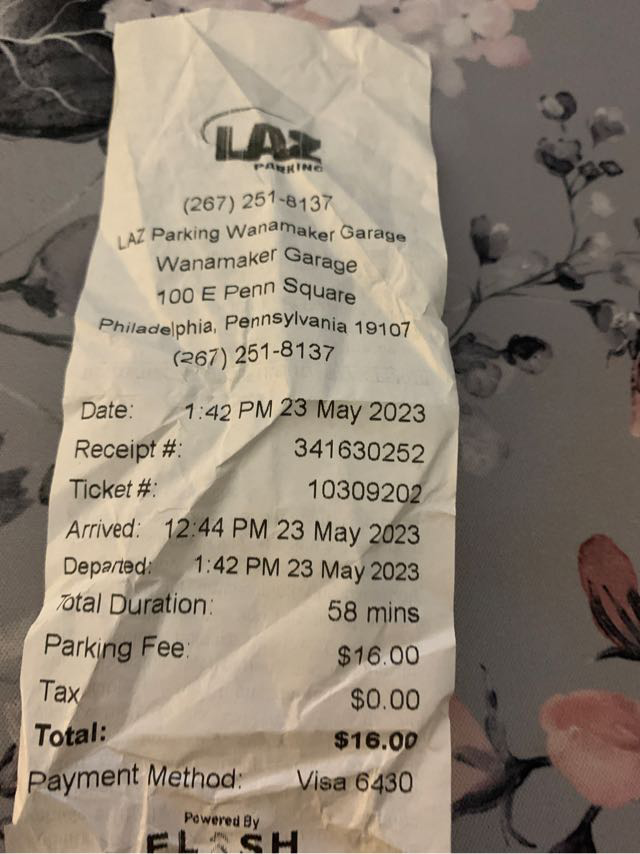 LAZ
PARKING
(267) 251-8137
LAZ Parking Wanamaker Garage
Wanamaker Garage
100 E Penn Square
Philadelphia, Pennsylvania 19107
(267) 251-8137
Date: 1:42 PM 23 May 2023
Receipt #: 341630252
Ticket #: 10309202
Arrived: 12:44 PM 23 May 2023
Departed: 1:42 PM 23 May 2023
Total Duration: 58 mins
Parking Fee: $16.00
Tax $0.00
Total: $16.00
Payment Method: Visa 6430
Powered By
FLASH